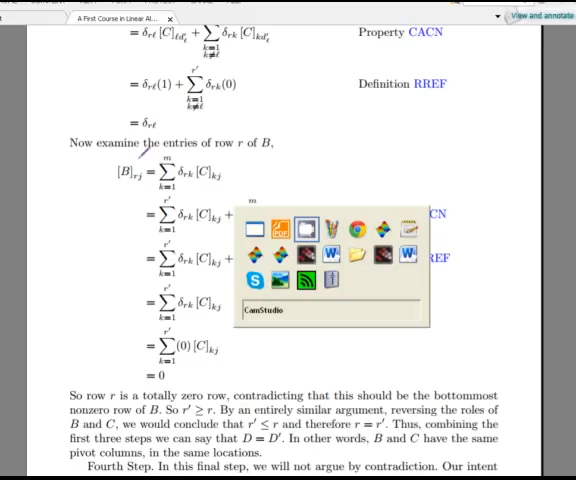 A First Course in Linear Al... x
View and annotate
= δrℓ [C]ℓd′ℓ + ∑k=1 k≠ℓ δrk [C]kd′ℓ Property CACN
= δrℓ(1) + ∑r′ k=1 k≠ℓ δrk(0) Definition RREF
= δrℓ
Now examine the entries of row r of B,
[B]rj = ∑m k=1 δrk [C]kj
= ∑r′ k=1 δrk [C]kj + m CN
= ∑r′ k=1 δrk [C]kj + REF
= ∑r′ k=1 δrk [C]kj
= ∑r′ k=1 (0) [C]kj
= 0
PDF
CamStudio
So row r is a totally zero row, contradicting that this should be the bottommost
nonzero row of B. So r′ ≥ r. By an entirely similar argument, reversing the roles of
B and C, we would conclude that r′ ≤ r and therefore r = r′. Thus, combining the
first three steps we can say that D = D′. In other words, B and C have the same
pivot columns, in the same locations.
Fourth Step. In this final step, we will not argue by contradiction. Our intent